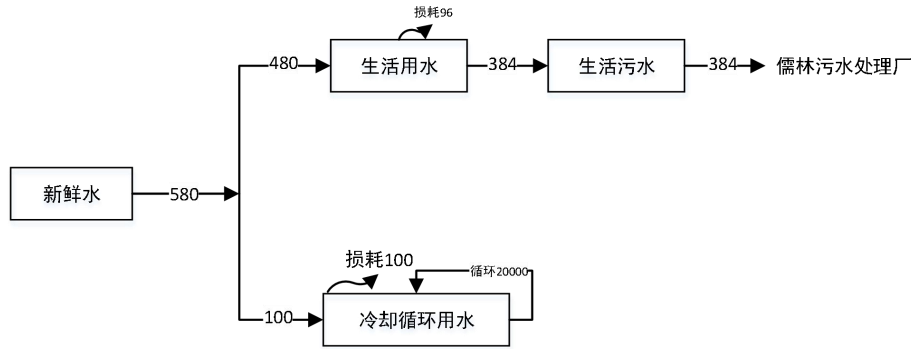 损耗96
480
生活用水
384
生活污水
384
儒林污水处理厂
新鲜水
580
损耗100
循环20000
100
冷却循环用水